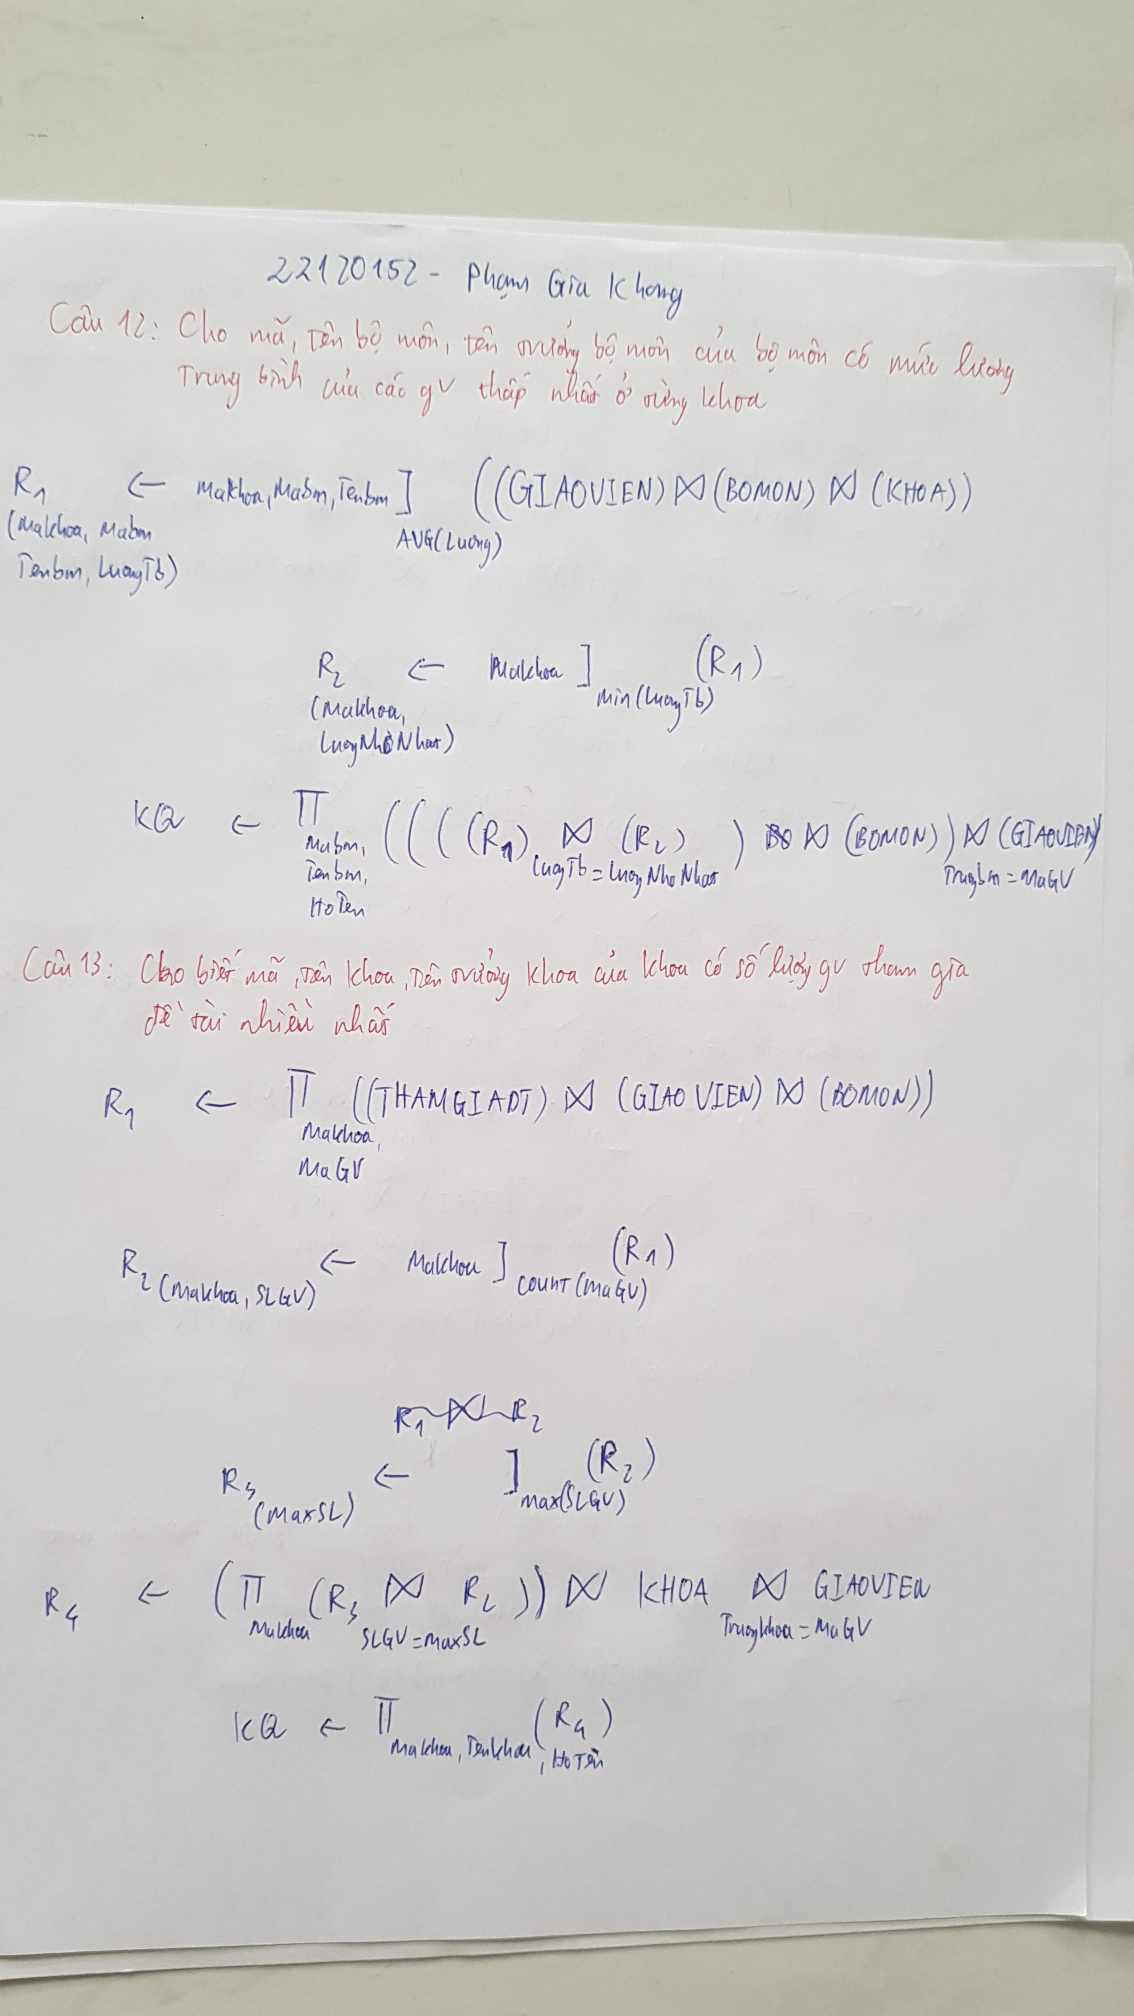 22120152 - Phạm Gia Khang
Câu 12: Cho mã, tên bộ môn, tên trưởng bộ môn của bộ môn có mức lương
Trung bình của các gv thấp nhất ở từng khoa
R1 ← Makhoa, Mabm, Tenbm ] ((GIAOVIEN) ⋈ (BOMON) ⋈ (KHOA))
(Makhoa, Mabm AVG(Luong)
Tenbm, LuongTb)
R2 ← Makhoa ] (R1)
(Makhoa, Min(LuongTb)
LuongNhỏNhat)
KQ ← Π ((((R1) ⋈ (R2) ) ⋈ (BOMON)) ⋈ (GIAOVIEN)
Mabm, LuongTb = LuongNhoNhat Truongbm = MaGV
Tenbm,
HoTen
Câu 13: Cho biết mã, tên khoa, tên trưởng khoa của khoa có số lượng gv tham gia
đề tài nhiều nhất
R1 ← Π ((THAMGIADT) ⋈ (GIAOVIEN) ⋈ (BOMON))
Makhoa,
MaGV
R2 (Makhoa, SLGV) ← Makhoa ] COUNT(MaGV) (R1)
R1 ⋈ R2
R3 ← ] (R2)
(MaxSL) max(SLGV)
R4 ← (Π (R3 ⋈ R2)) ⋈ KHOA ⋈ GIAOVIEN
Makhoa SLGV = maxSL Truongkhoa = MaGV
KQ ← Π (R4)
Makhoa, Tenkhoa, HoTên